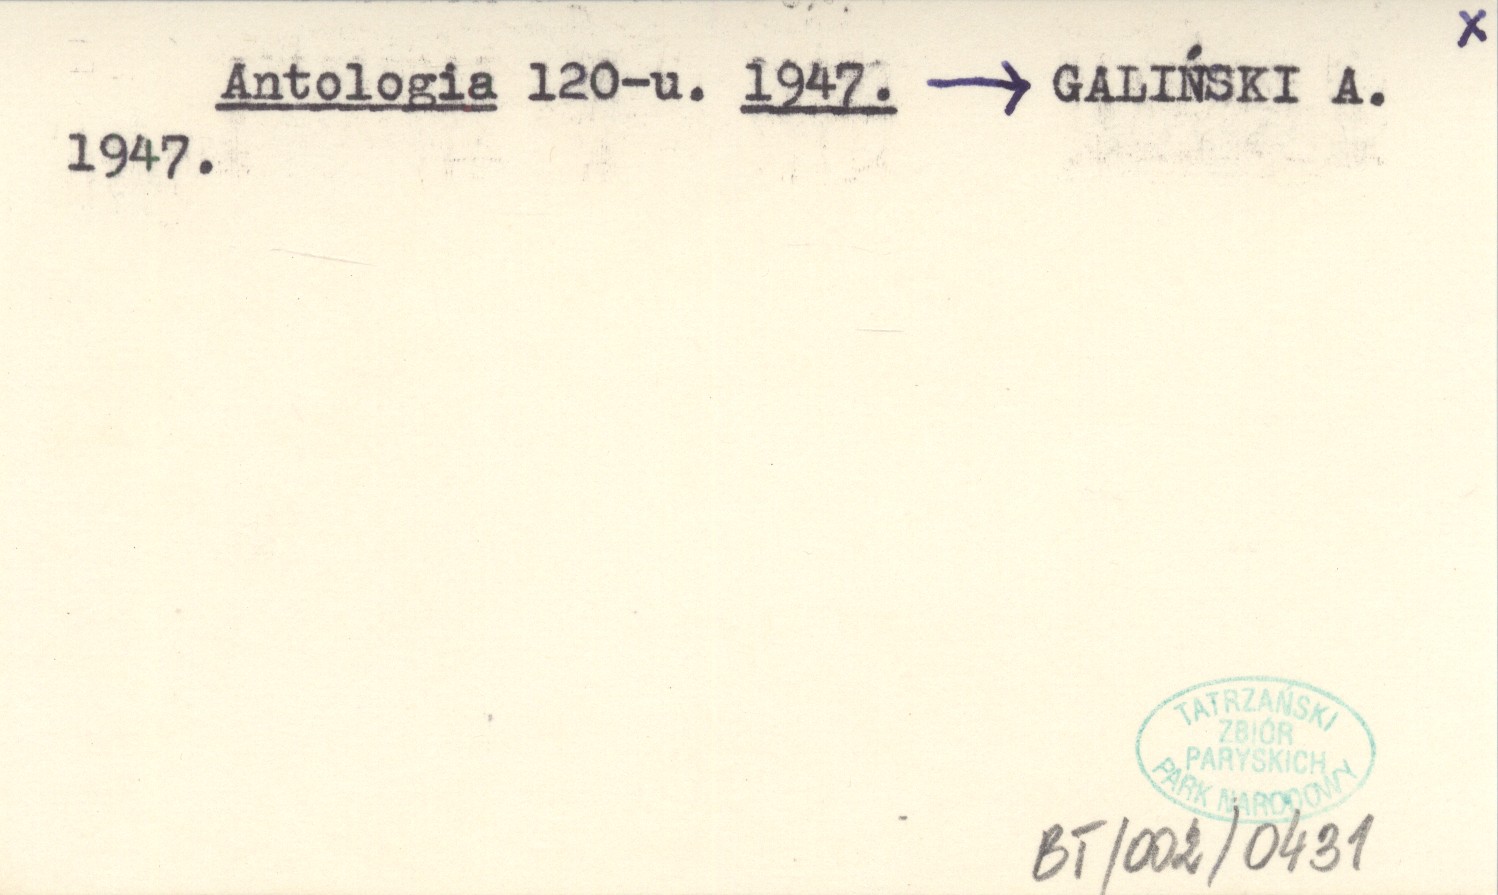 x
Antologia 120-u. 1947. → GALIŃSKI A.
1947.
TATRZAŃSKI
ZBIÓR
PARYSKICH
PARK NARODOWY
BT/002/0431